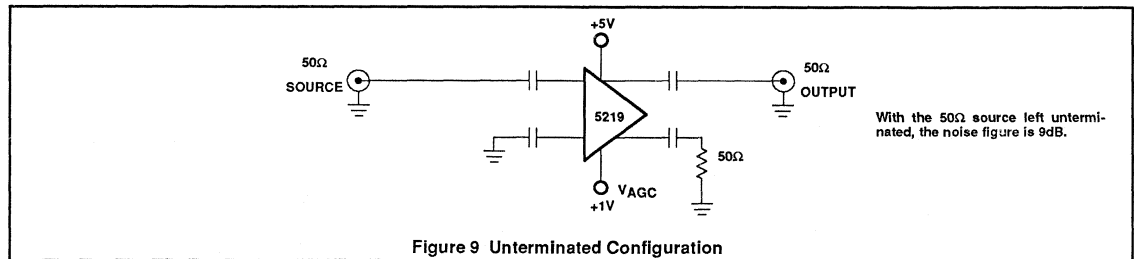 +5V
50Ω
SOURCE
50Ω
OUTPUT
5219
With the 50Ω source left untermi-
nated, the noise figure is 9dB.
50Ω
VAGC
+1V
Figure 9 Unterminated Configuration